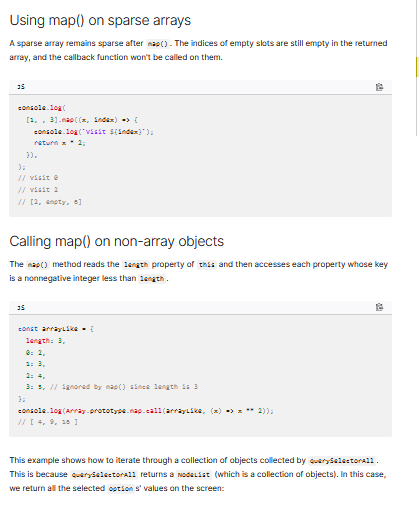 Using map() on sparse arrays
A sparse array remains sparse after map(). The indices of empty slots are still empty in the returned
array, and the callback function won't be called on them.
JS
console.log(
[1, , 3].map((x, index) => {
console.log(`visit ${index}`);
return x * 2;
}),
);
// visit 0
// visit 2
// [2, empty, 6]
Calling map() on non-array objects
The map() method reads the length property of this and then accesses each property whose key
is a nonnegative integer less than length.
JS
const arrayLike = {
length: 3,
0: 2,
1: 3,
2: 4,
3: 5, // ignored by map() since length is 3
};
console.log(Array.prototype.map.call(arrayLike, (x) => x ** 2));
// [ 4, 9, 16 ]
This example shows how to iterate through a collection of objects collected by querySelectorAll.
This is because querySelectorAll returns a NodeList (which is a collection of objects). In this case,
we return all the selected option s' values on the screen: